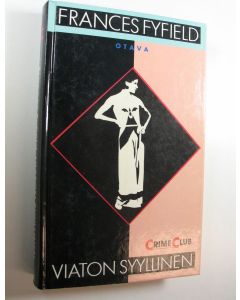 FRANCES FYFIELD
OTAVA
CRIME CLUB
VIATON SYYLLINEN